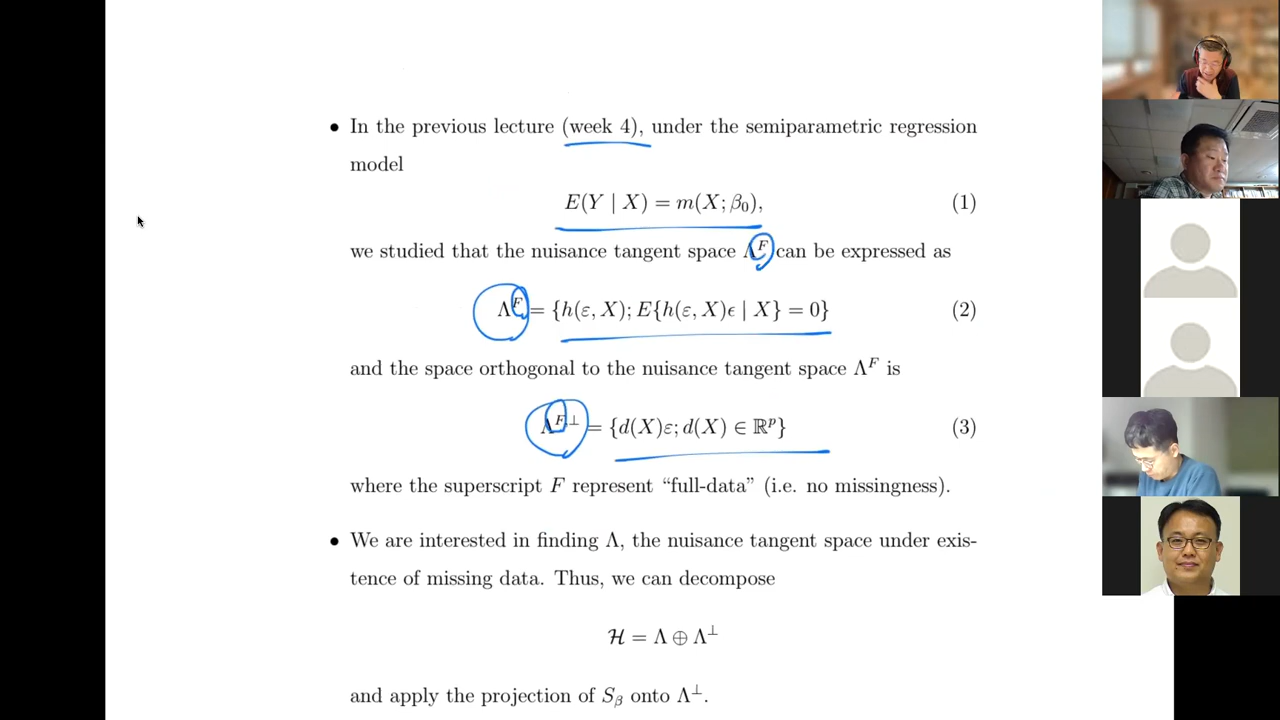 • In the previous lecture (week 4), under the semiparametric regression
model
E(Y | X) = m(X; β₀), (1)
we studied that the nuisance tangent space Λ^F can be expressed as
Λ^F = {h(ε, X); E{h(ε, X)ϵ | X} = 0} (2)
and the space orthogonal to the nuisance tangent space Λ^F is
Λ^{F⊥} = {d(X)ε; d(X) ∈ ℝ^p} (3)
where the superscript F represent “full-data” (i.e. no missingness).
• We are interested in finding Λ, the nuisance tangent space under exis-
tence of missing data. Thus, we can decompose
ℋ = Λ ⊕ Λ^⊥
and apply the projection of S_β onto Λ^⊥.